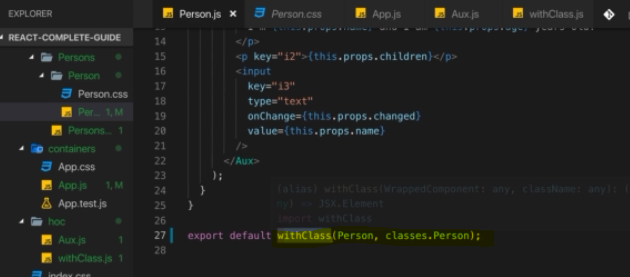 EXPLORER
Person.js
Person.css
App.js
Aux.js
withClass.js
REACT-COMPLETE-GUIDE
Persons
Person
Person.css
Per... 1, M
Persons... 1
containers
App.css
App.js 1, M
App.test.js
hoc
Aux.js 1
withClass.js 1
index.css
14 </p>
15 <p key="i2">{this.props.children}</p>
16 <input
17 key="i3"
18 type="text"
19 onChange={this.props.changed}
20 value={this.props.name}
21 />
22 </Aux>
23 );
24 }
25 }
26
(alias) withClass(WrappedComponent: any, className: any): (
=> JSX.Element
import withClass
27 export default withClass(Person, classes.Person);
28